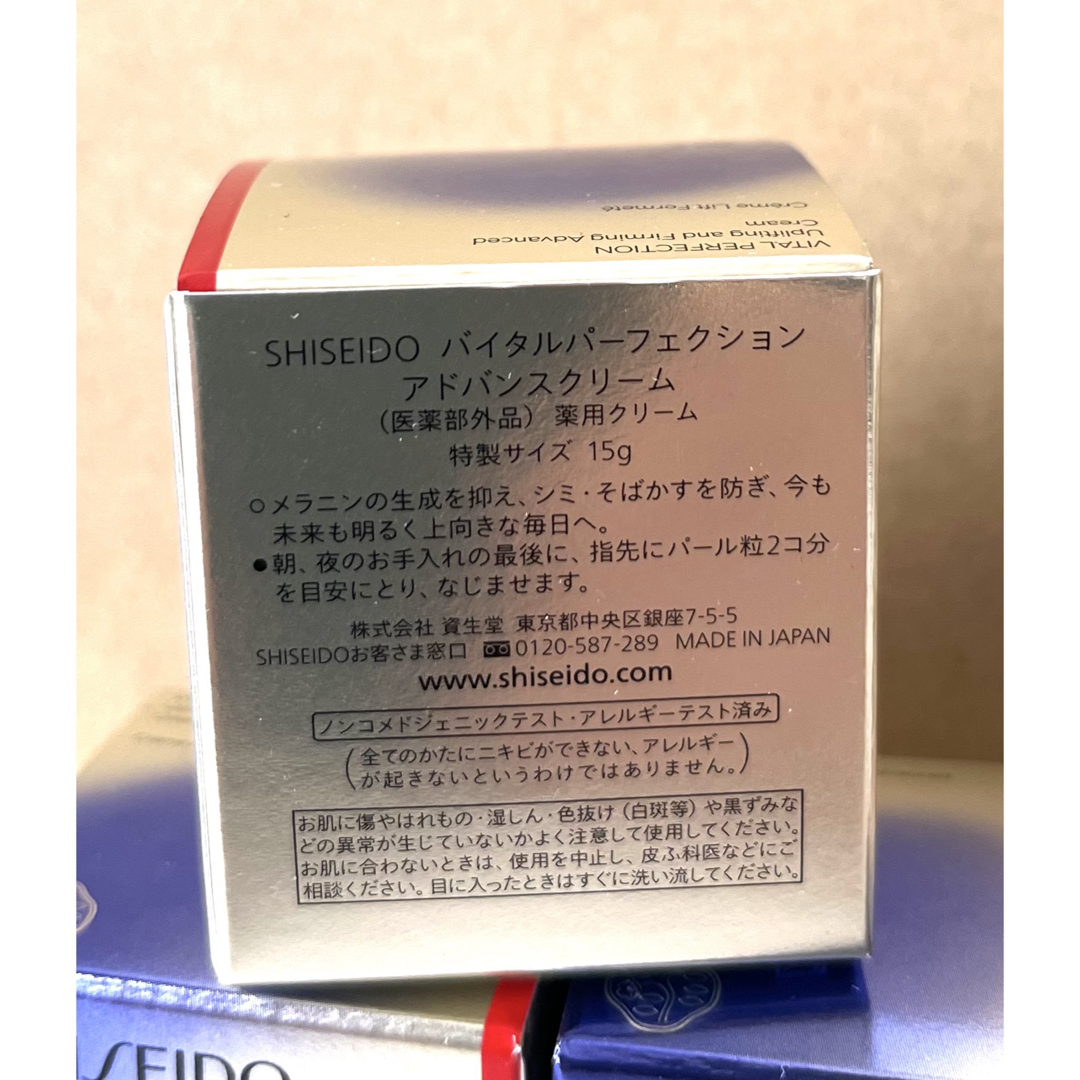 VITAL PERFECTION
Uplifting and Firming Advanced
Cream
Crème Lift Fermeté
SHISEIDO バイタルパーフェクション
アドバンスクリーム
(医薬部外品) 薬用クリーム
特製サイズ 15g
○メラニンの生成を抑え、シミ・そばかすを防ぎ、今も
未来も明るく上向きな毎日へ。
●朝、夜のお手入れの最後に、指先にパール粒2コ分
を目安にとり、なじませます。
株式会社 資生堂 東京都中央区銀座7-5-5
SHISEIDOお客さま窓口 0120-587-289 MADE IN JAPAN
www.shiseido.com
ノンコメドジェニックテスト・アレルギーテスト済み
(全てのかたにニキビができない、アレルギー
が起きないというわけではありません。)
お肌に傷やはれもの・湿しん・色抜け(白斑等)や黒ずみな
どの異常が生じていないかよく注意して使用してください。
お肌に合わないときは、使用を中止し、皮ふ科医などにご
相談ください。目に入ったときはすぐに洗い流してください。
SEIDO